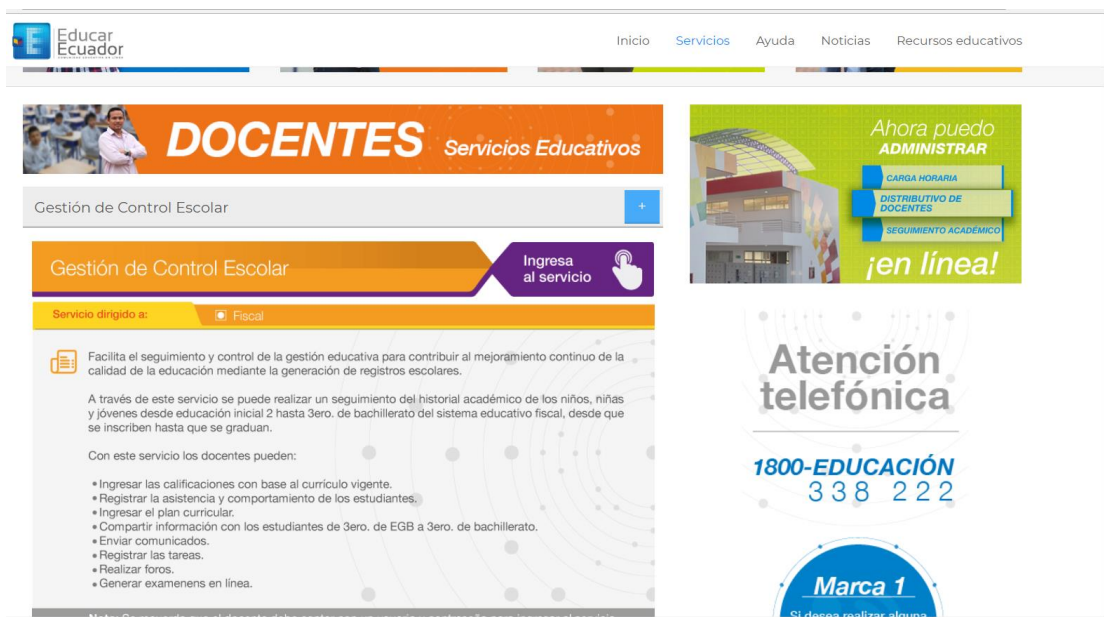 Educar
Ecuador
Inicio Servicios Ayuda Noticias Recursos educativos
DOCENTES Servicios Educativos
Gestión de Control Escolar
+
Gestión de Control Escolar
Ingresa
al servicio
Servicio dirigido a:
Fiscal
Facilita el seguimiento y control de la gestión educativa para contribuir al mejoramiento continuo de la
calidad de la educación mediante la generación de registros escolares.
A través de este servicio se puede realizar un seguimiento del historial académico de los niños, niñas
y jóvenes desde educación inicial 2 hasta 3ero. de bachillerato del sistema educativo fiscal, desde que
se inscriben hasta que se graduan.
Con este servicio los docentes pueden:
• Ingresar las calificaciones con base al currículo vigente.
• Registrar la asistencia y comportamiento de los estudiantes.
• Ingresar el plan curricular.
• Compartir información con los estudiantes de 3ero. de EGB a 3ero. de bachillerato.
• Enviar comunicados.
• Registrar las tareas.
• Realizar foros.
• Generar examenens en línea.
Ahora puedo
ADMINISTRAR
CARGA HORARIA
DISTRIBUTIVO DE
DOCENTES
SEGUIMIENTO ACADÉMICO
¡en línea!
Atención
telefónica
1800-EDUCACIÓN
338 222
Marca 1
Si desea realizar alguna